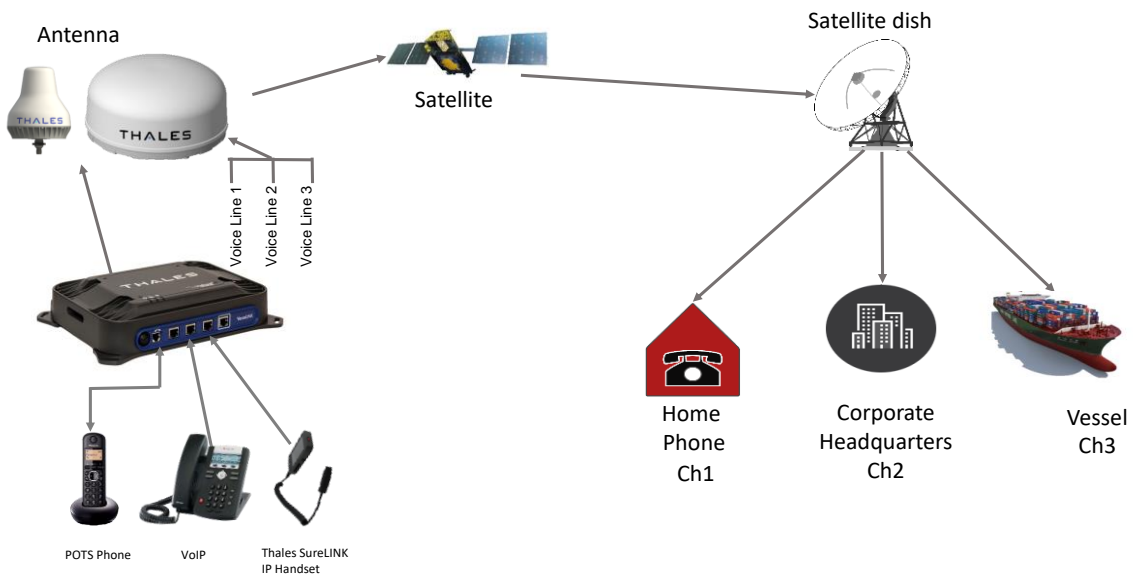 Antenna
Satellite dish
Satellite
THALES
THALES
Voice Line 1
Voice Line 2
Voice Line 3
THALES
Home
Phone
Ch1
Corporate
Headquarters
Ch2
Vessel
Ch3
POTS Phone
VoIP
Thales SureLINK
IP Handset